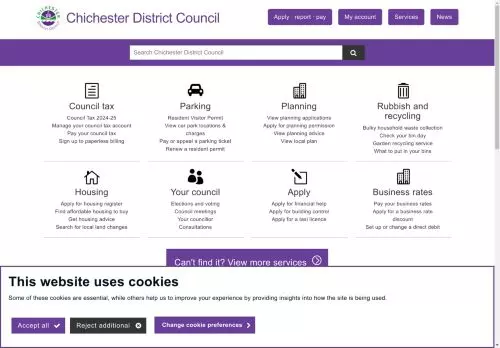 CHICHESTER
Chichester District Council
Apply · report · pay
My account
Services
News
Search Chichester District Council
Council tax
Council Tax 2024-25
Manage your council tax account
Pay your council tax
Sign up to paperless billing
Parking
Resident Visitor Permit
View car park locations &
charges
Pay or appeal a parking ticket
Renew a resident permit
Planning
View planning applications
Apply for planning permission
View planning advice
View local plan
Rubbish and
recycling
Bulky household waste collection
Check your bin day
Garden recycling service
What to put in your bins
Housing
Apply for housing register
Find affordable housing to buy
Get housing advice
Search for local land changes
Your council
Elections and voting
Council meetings
Your councillor
Consultations
Apply
Apply for financial help
Apply for building control
Apply for a taxi licence
Business rates
Pay your business rates
Apply for a business rate
discount
Set up or change a direct debit
Can't find it? View more services
This website uses cookies
Some of these cookies are essential, while others help us to improve your experience by providing insights into how the site is being used.
Accept all
Reject additional
Change cookie preferences